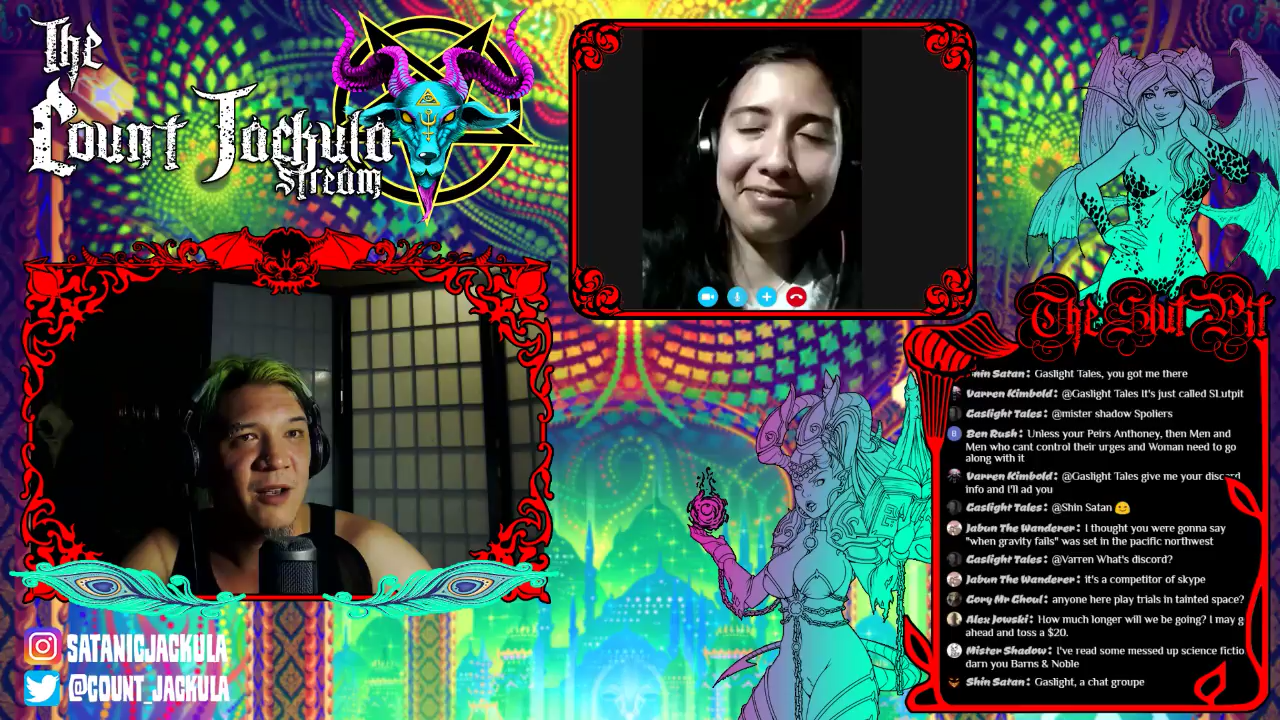 The
Count Jackula
stream
The Slut Pit
Shin Satan: Gaslight Tales, you got me there
Varren Kimbold: @Gaslight Tales It's just called SLutpit
Gaslight Tales: @mister shadow Spoliers
B Ben Rush: Unless your Peirs Anthoney, then Men and
Men who cant control their urges and Woman need to go
along with it
Varren Kimbold: @Gaslight Tales give me your discord
info and I'll ad you
Gaslight Tales: @Shin Satan
Jabun The Wanderer: I thought you were gonna say
"when gravity fails" was set in the pacific northwest
Gaslight Tales: @Varren What's discord?
Jabun The Wanderer: it's a competitor of skype
Gory Mr Ghoul: anyone here play trials in tainted space?
Alex Jowski: How much longer will we be going? I may g
ahead and toss a $20.
Mister Shadow: I've read some messed up science fictio
darn you Barns & Noble
Shin Satan: Gaslight, a chat groupe
SATANICJACKULA
@COUNT_JACKULA